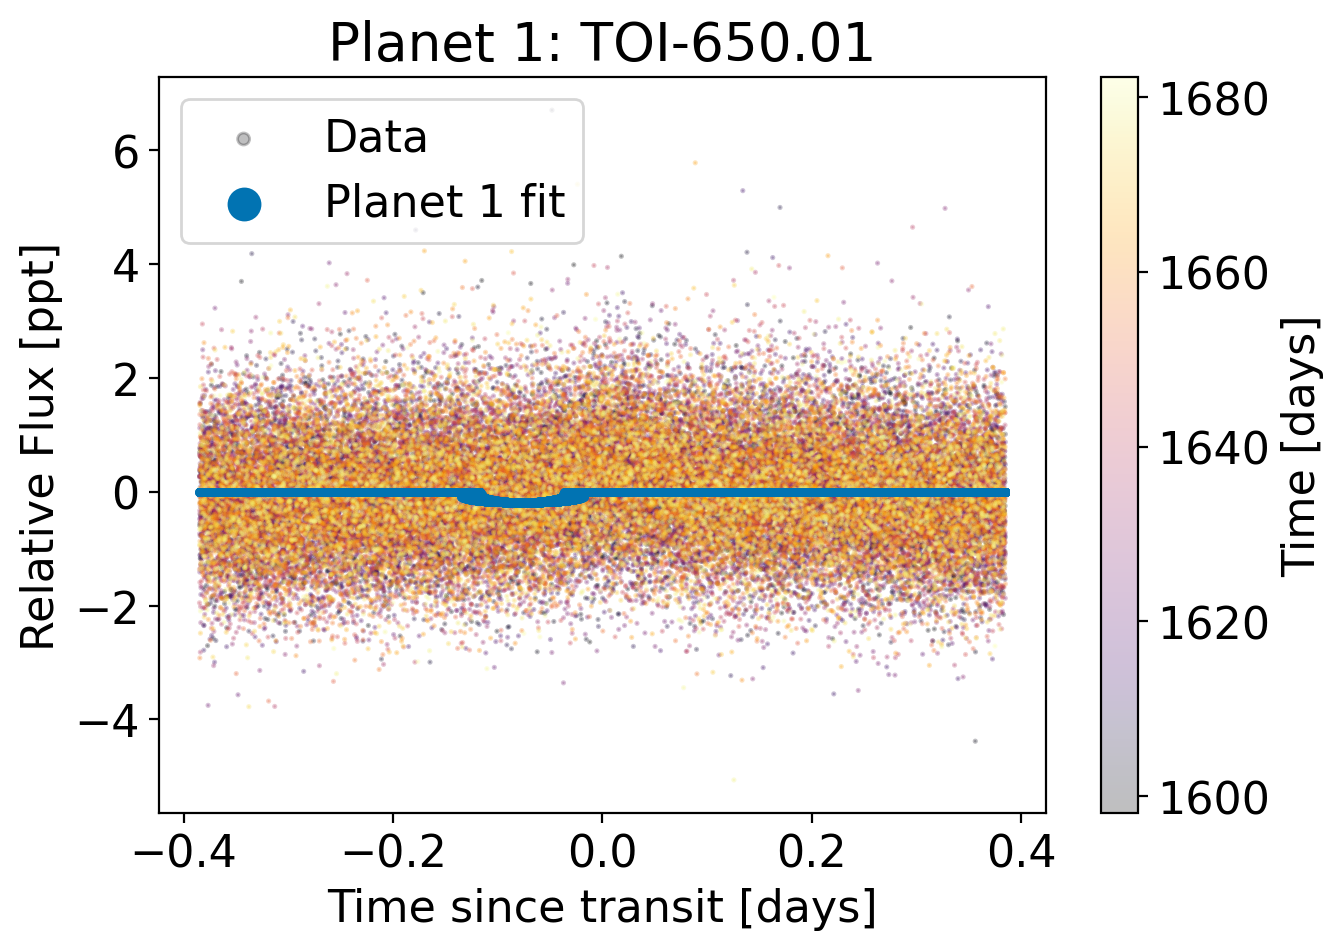 Planet 1: TOI-650.01
Data
Planet 1 fit
6
4
2
0
−2
−4
Relative Flux [ppt]
−0.4
−0.2
0.0
0.2
0.4
Time since transit [days]
1680
1660
1640
1620
1600
Time [days]